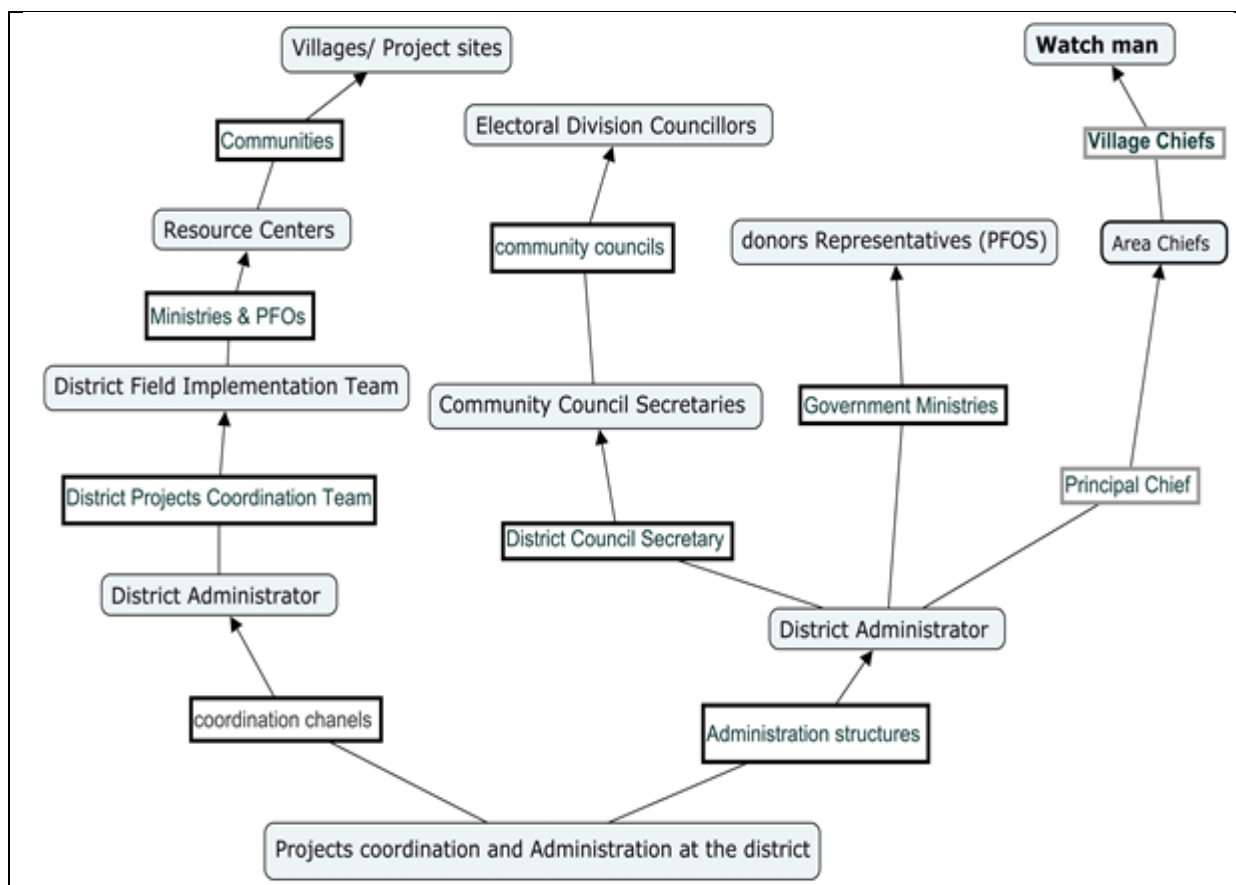 Villages/ Project sites
Watch man
Communities
Electoral Division Councillors
Village Chiefs
Resource Centers
community councils
donors Representatives (PFOS)
Area Chiefs
Ministries & PFOs
District Field Implementation Team
Community Council Secretaries
Government Ministries
District Projects Coordination Team
Principal Chief
District Council Secretary
District Administrator
District Administrator
coordination chanels
Administration structures
Projects coordination and Administration at the district